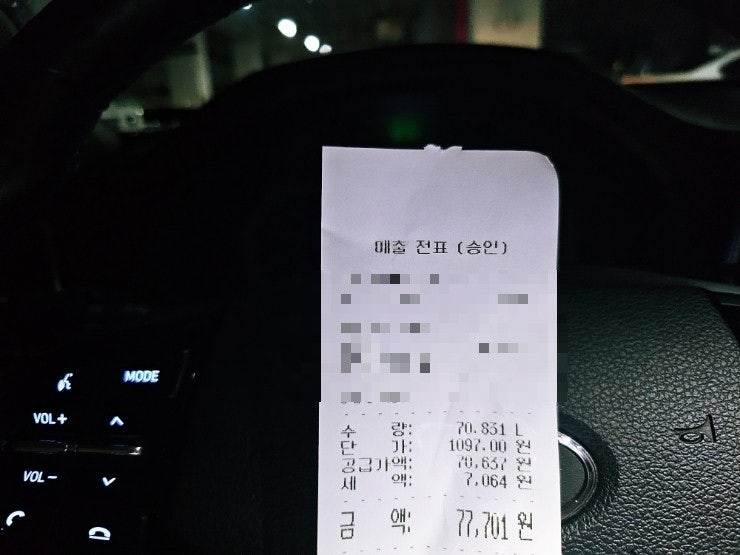 매출 전표 (승인)
수 량: 70.831 L
단 가: 1097.00 원
공급가액: 70,637 원
세 액: 7,064 원
금 액: 77,701 원
MODE
VOL+
VOL-